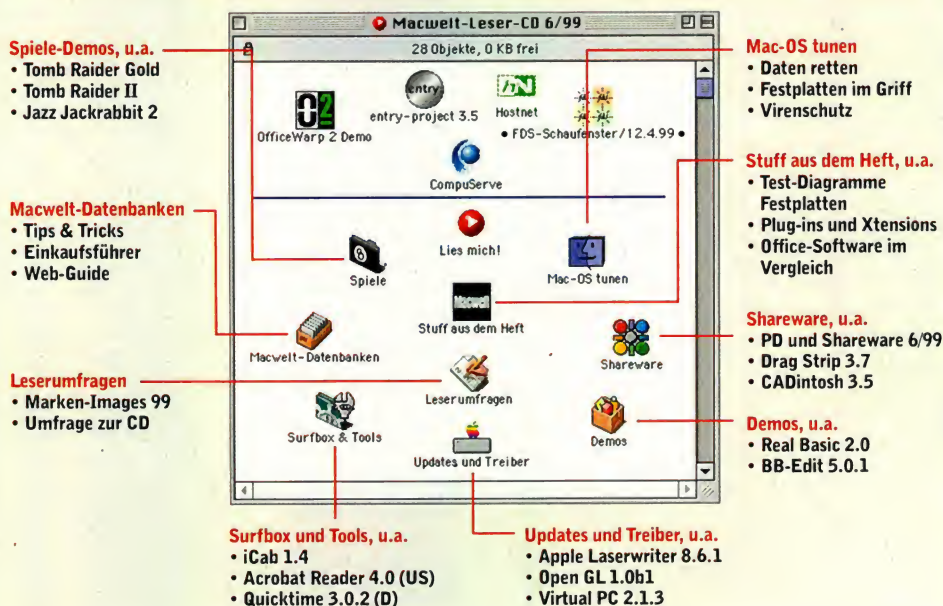 Macwelt-Leser-CD 6/99
28 Objekte, 0 KB frei
Spiele-Demos, u.a.
• Tomb Raider Gold
• Tomb Raider II
• Jazz Jackrabbit 2
Macwelt-Datenbanken
• Tips & Tricks
• Einkaufsführer
• Web-Guide
Leserumfragen
• Marken-Images 99
• Umfrage zur CD
OfficeWarp 2 Demo
entry
entry-project 3.5
Hostnet
• FDS-Schaufenster/12.4.99 •
CompuServe
Lies mich!
8
Spiele
Mac-OS tunen
Macwelt
Stuff aus dem Heft
Macwelt-Datenbanken
Shareware
Leserumfragen
Surfbox & Tools
Demos
Updates und Treiber
Mac-OS tunen
• Daten retten
• Festplatten im Griff
• Virenschutz
Stuff aus dem Heft, u.a.
• Test-Diagramme
Festplatten
• Plug-ins und Xtensions
• Office-Software im
Vergleich
Shareware, u.a.
• PD und Shareware 6/99
• Drag Strip 3.7
• CADintosh 3.5
Demos, u.a.
• Real Basic 2.0
• BB-Edit 5.0.1
Surfbox und Tools, u.a.
• iCab 1.4
• Acrobat Reader 4.0 (US)
• Quicktime 3.0.2 (D)
Updates und Treiber, u.a.
• Apple Laserwriter 8.6.1
• Open GL 1.0b1
• Virtual PC 2.1.3